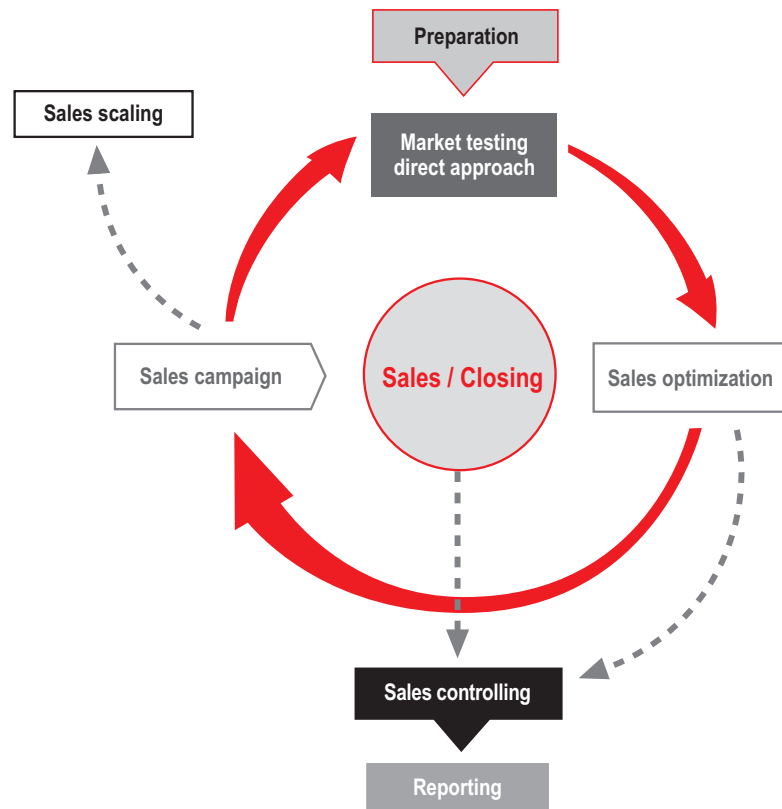 Preparation
Sales scaling
Market testing
direct approach
Sales campaign
Sales / Closing
Sales optimization
Sales controlling
Reporting